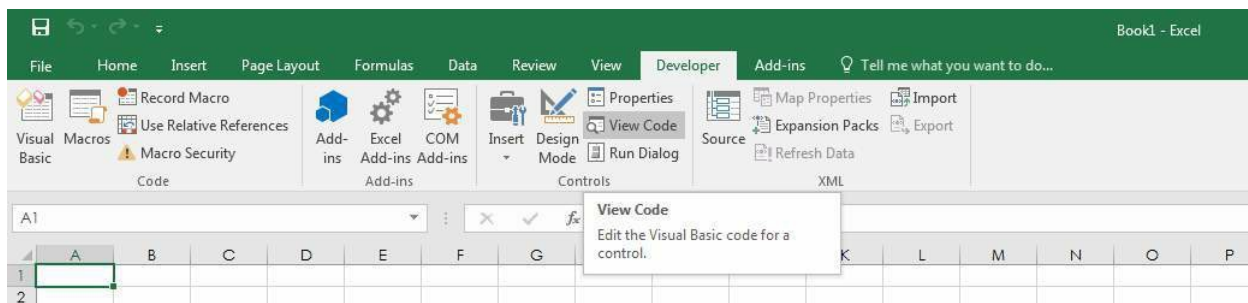 Book1 - Excel
File Home Insert Page Layout Formulas Data Review View Developer Add-ins Tell me what you want to do...
Visual Basic
Macros
Record Macro
Use Relative References
Macro Security
Code
Add-ins
Excel Add-ins
COM Add-ins
Add-ins
Insert
Design Mode
Properties
View Code
Run Dialog
Controls
Source
Map Properties
Expansion Packs
Refresh Data
Import
Export
XML
A1
fx
View Code
Edit the Visual Basic code for a
control.
A B C D E F G K L M N O P
1
2